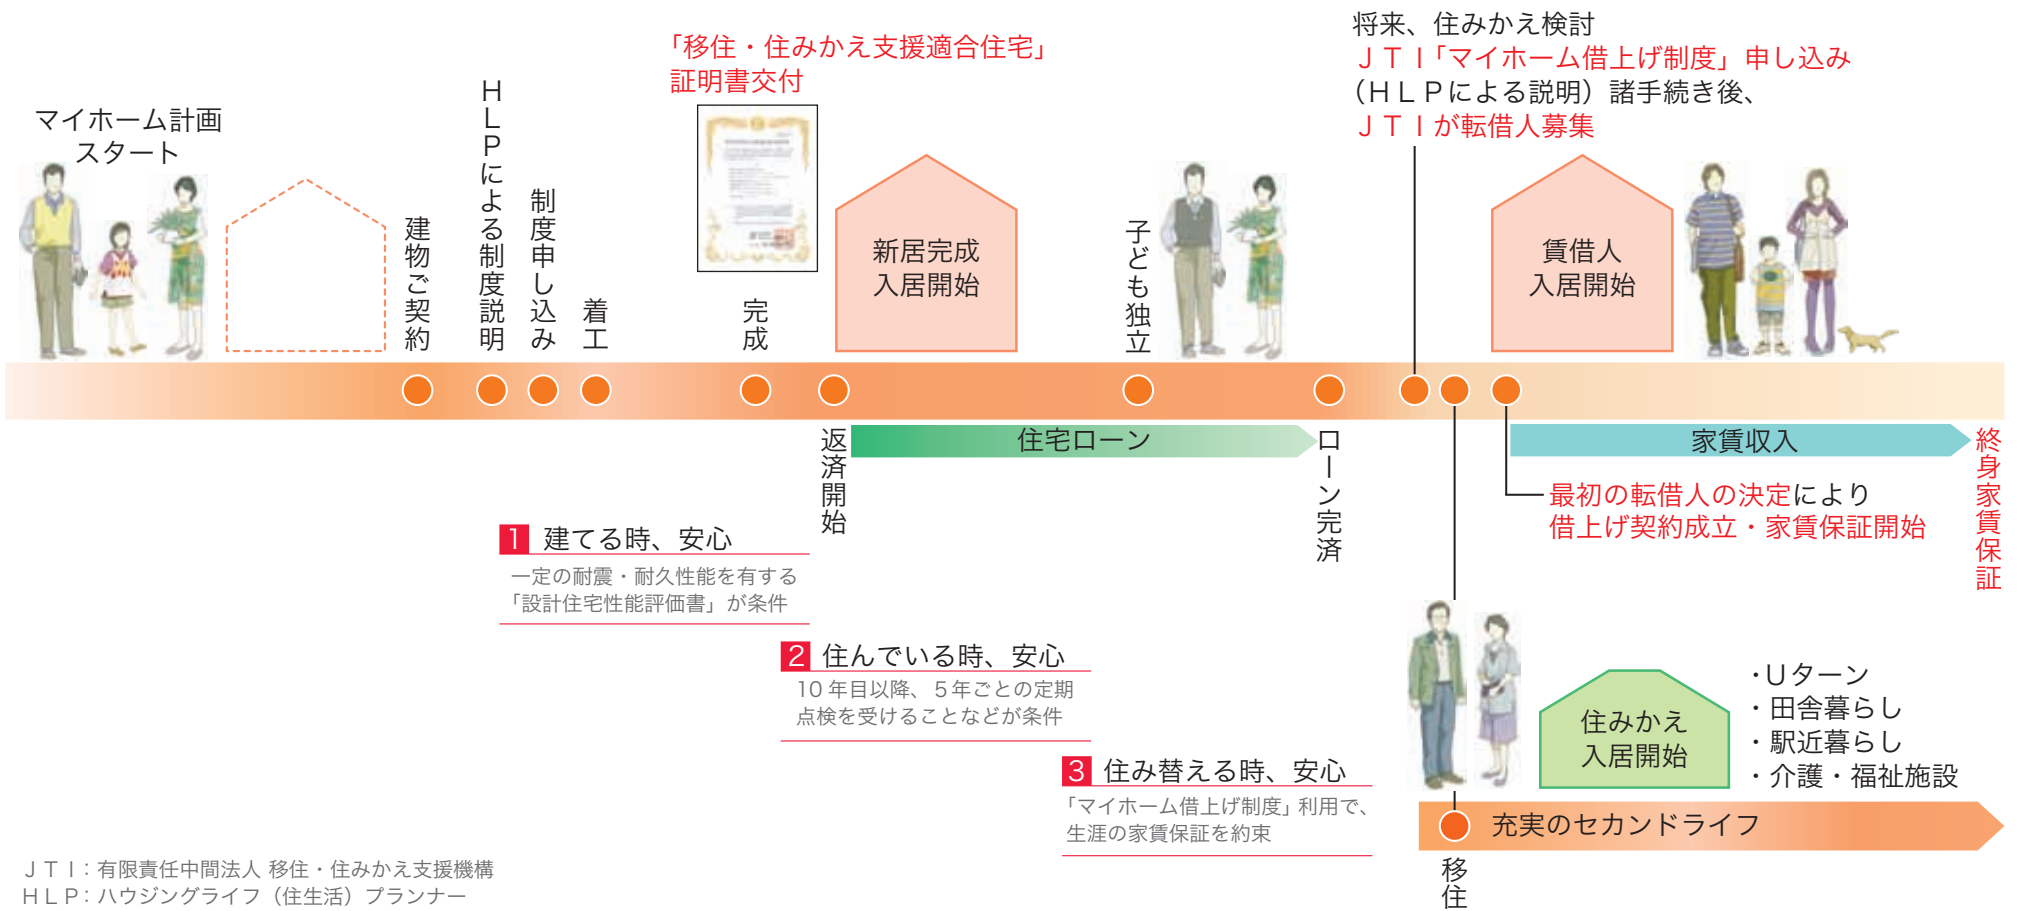 マイホーム計画
スタート
建物ご契約
HLPによる制度説明
制度申し込み
着工
「移住・住みかえ支援適合住宅」
証明書交付
完成
新居完成
入居開始
子ども独立
将来、住みかえ検討
JTI「マイホーム借上げ制度」申し込み
(HLPによる説明)諸手続き後、
JTIが転借人募集
賃借人
入居開始
返済開始
住宅ローン
ローン完済
家賃収入
終身家賃保証
最初の転借人の決定により
借上げ契約成立・家賃保証開始
1 建てる時、安心
一定の耐震・耐久性能を有する
「設計住宅性能評価書」が条件
2 住んでいる時、安心
10年目以降、5年ごとの定期
点検を受けることなどが条件
3 住み替える時、安心
「マイホーム借上げ制度」利用で、
生涯の家賃保証を約束
住みかえ
入居開始
・Uターン
・田舎暮らし
・駅近暮らし
・介護・福祉施設
充実のセカンドライフ
移住
JTI:有限責任中間法人 移住・住みかえ支援機構
HLP:ハウジングライフ(住生活)プランナー